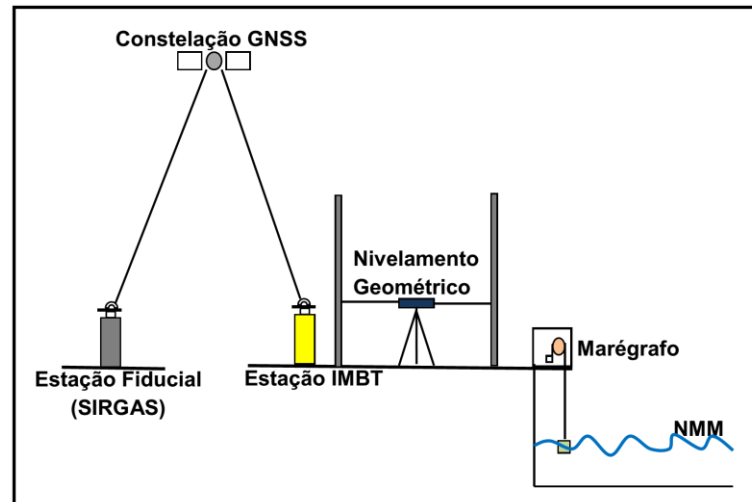 Constelação GNSS
Nivelamento
Geométrico
Marégrafo
Estação Fiducial
(SIRGAS)
Estação IMBT
NMM